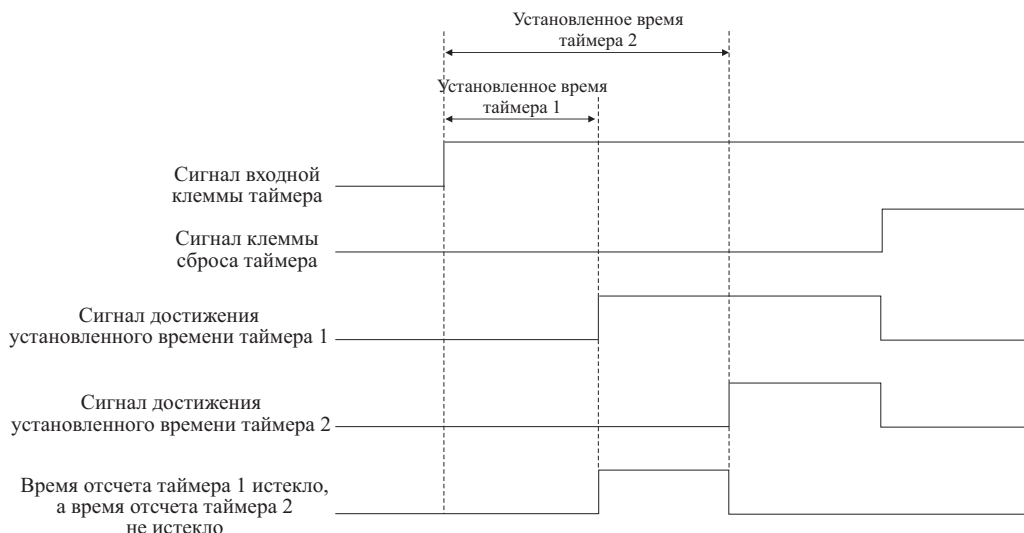 Установленное время
таймера 2
Установленное время
таймера 1
Сигнал входной
клеммы таймера
Сигнал клеммы
сброса таймера
Сигнал достижения
установленного времени таймера 1
Сигнал достижения
установленного времени таймера 2
Время отсчета таймера 1 истекло,
а время отсчета таймера 2
не истекло